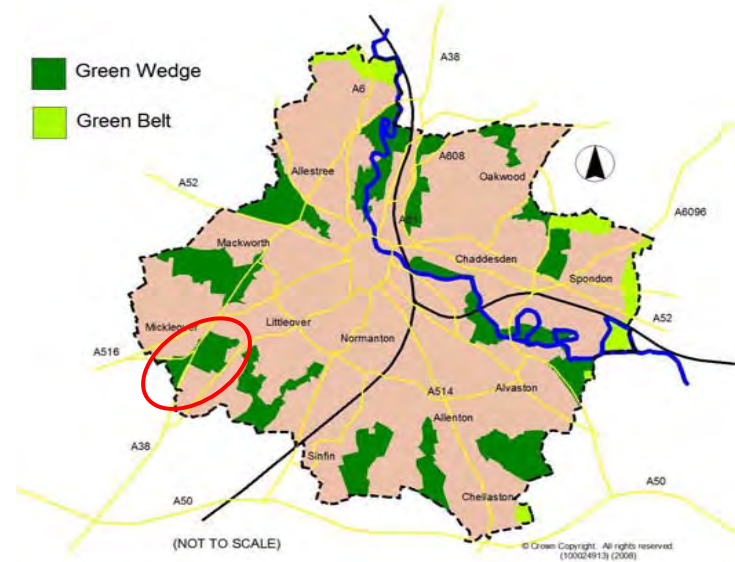 Green Wedge
Green Belt
A38
A6
A608
Allestree
Oakwood
A52
A6096
Mackworth
Chaddesden
Spondon
Mickleover
Littleover
Normanton
A52
A516
A514
Alvaston
Allenton
A38
Sinfin
A50
Chellaston
A50
(NOT TO SCALE)
© Crown Copyright. All rights reserved.
(100024913) (2008)